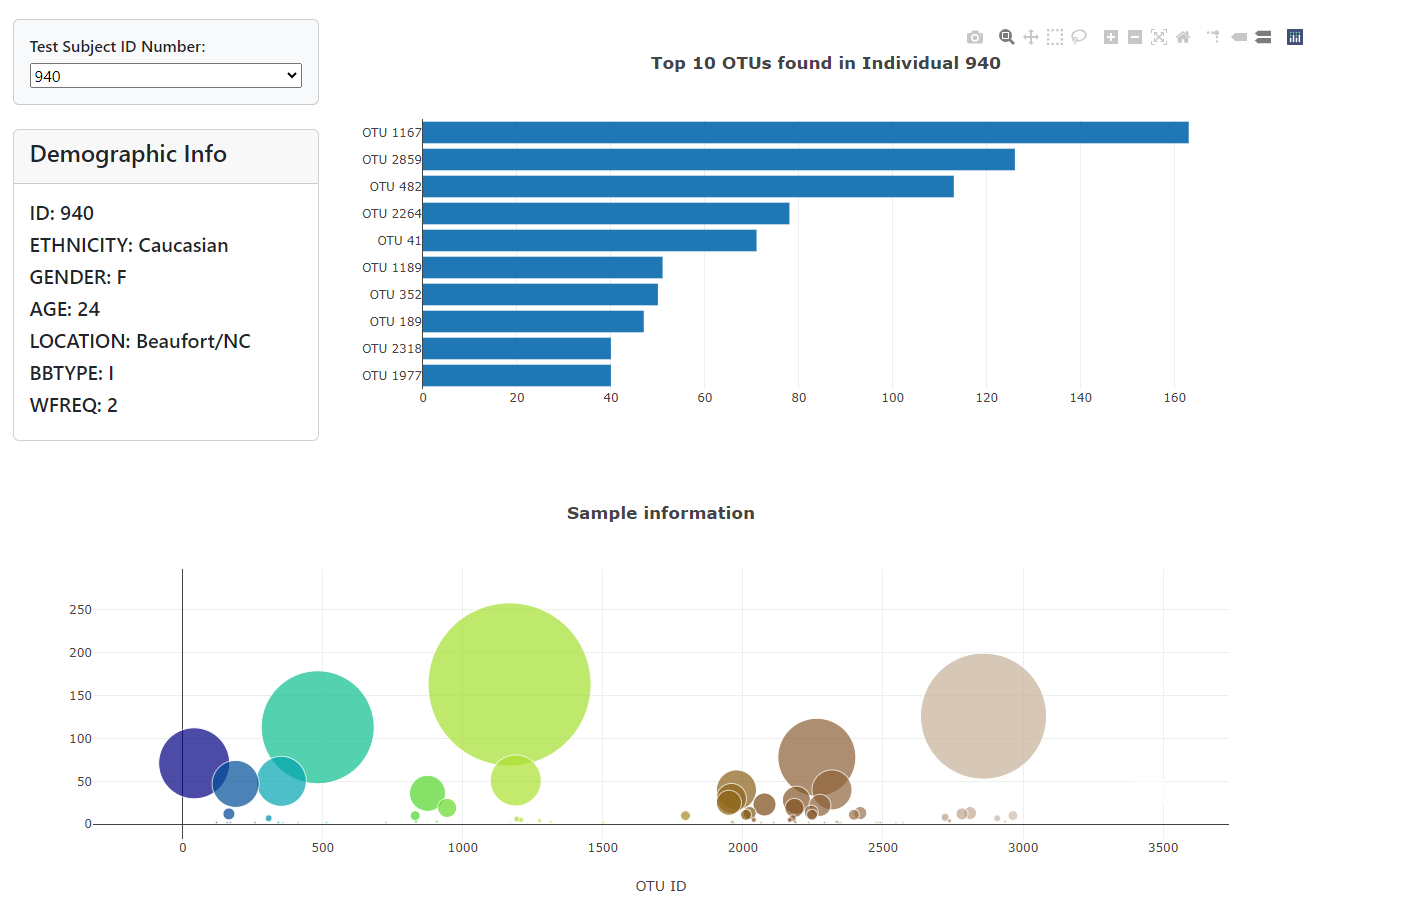 Test Subject ID Number:
940
Demographic Info
ID: 940
ETHNICITY: Caucasian
GENDER: F
AGE: 24
LOCATION: Beaufort/NC
BBTYPE: I
WFREQ: 2
Top 10 OTUs found in Individual 940
OTU 1167
OTU 2859
OTU 482
OTU 2264
OTU 41
OTU 1189
OTU 352
OTU 189
OTU 2318
OTU 1977
0 20 40 60 80 100 120 140 160
Sample information
250
200
150
100
50
0
0 500 1000 1500 2000 2500 3000 3500
OTU ID